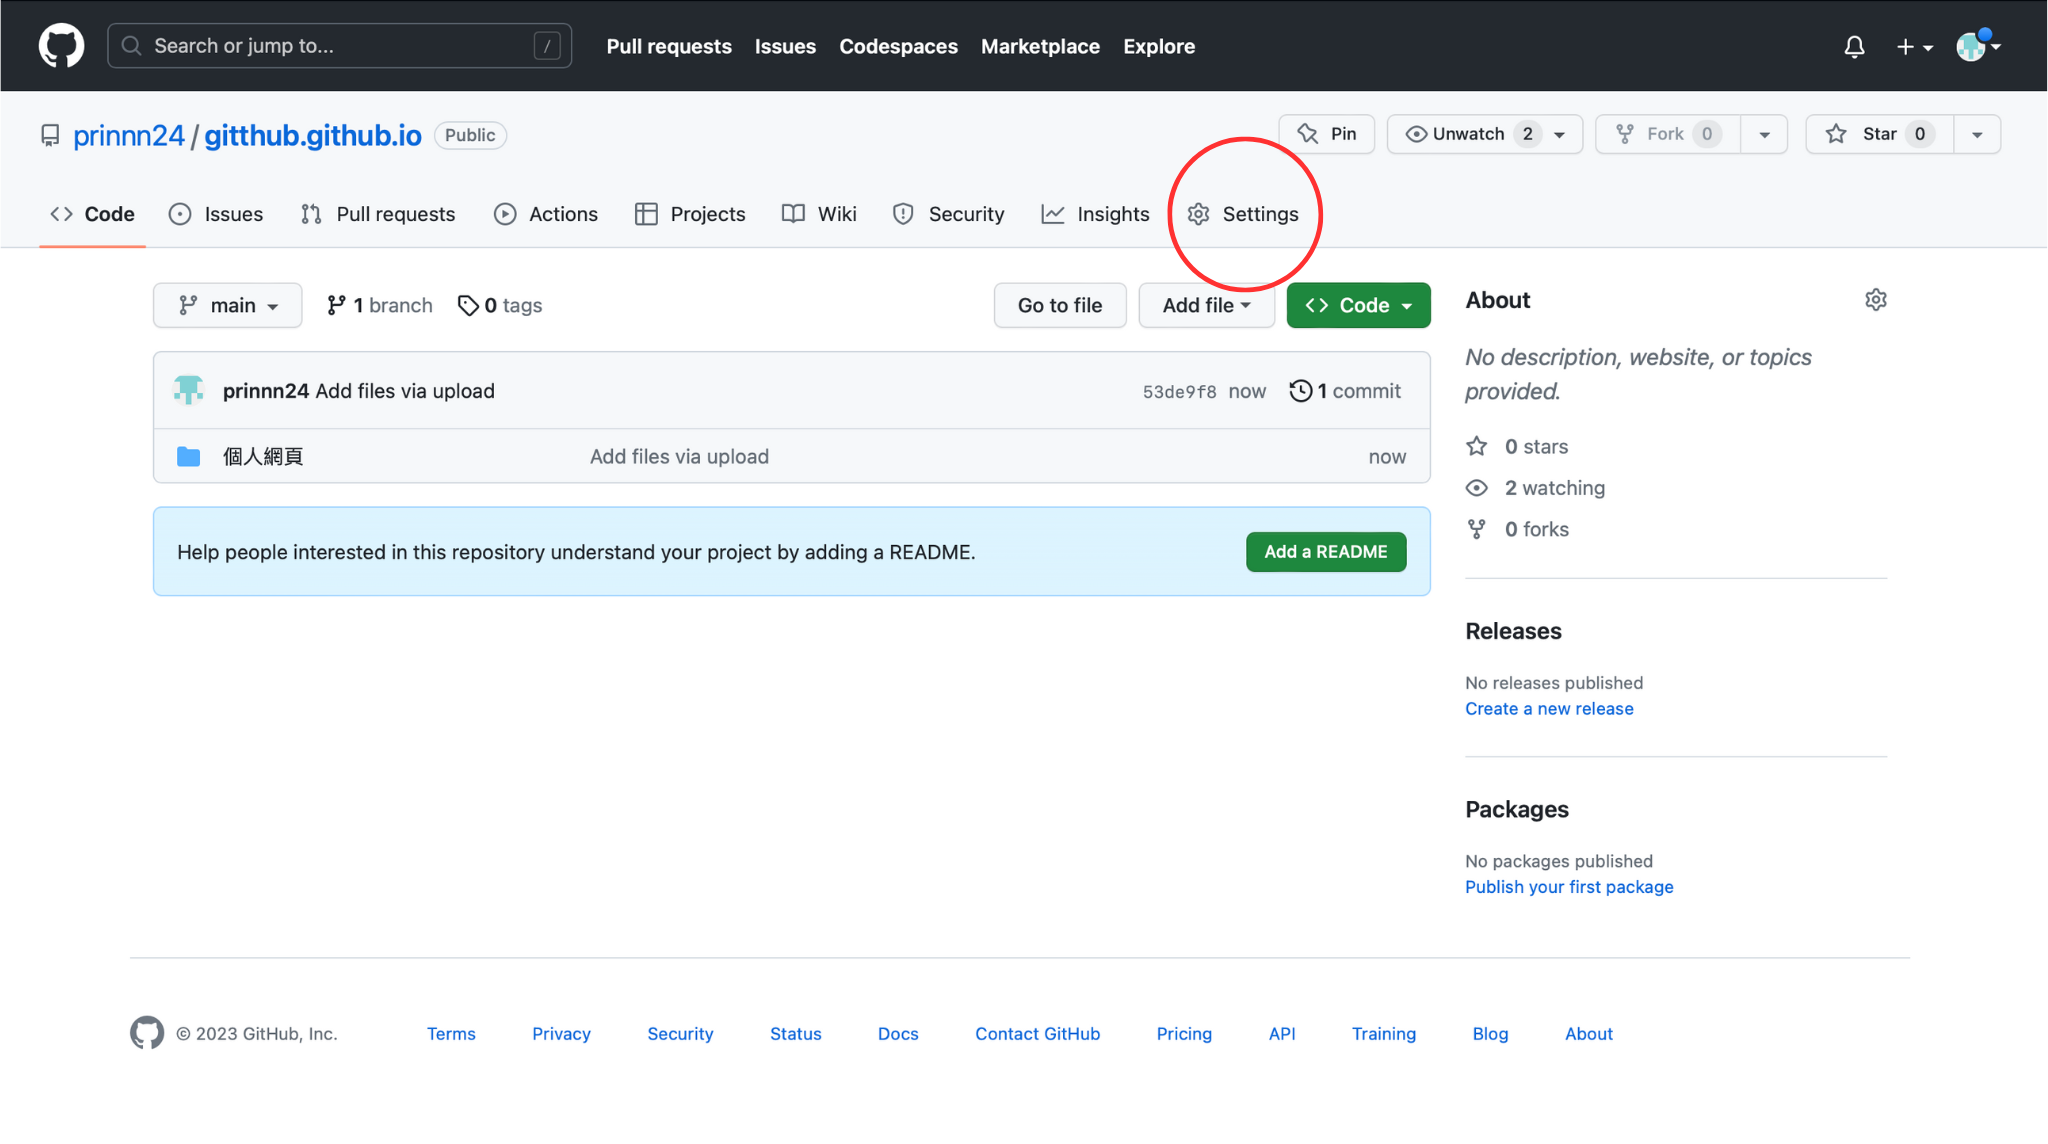 Search or jump to... /
Pull requests Issues Codespaces Marketplace Explore
prinnn24 / gitthub.github.io Public
Pin Unwatch 2 Fork 0 Star 0
Code Issues Pull requests Actions Projects Wiki Security Insights Settings
main 1 branch 0 tags Go to file Add file Code
prinnn24 Add files via upload 53de9f8 now 1 commit
個人網頁 Add files via upload now
Help people interested in this repository understand your project by adding a README. Add a README
About
No description, website, or topics
provided.
0 stars
2 watching
0 forks
Releases
No releases published
Create a new release
Packages
No packages published
Publish your first package
© 2023 GitHub, Inc. Terms Privacy Security Status Docs Contact GitHub Pricing API Training Blog About